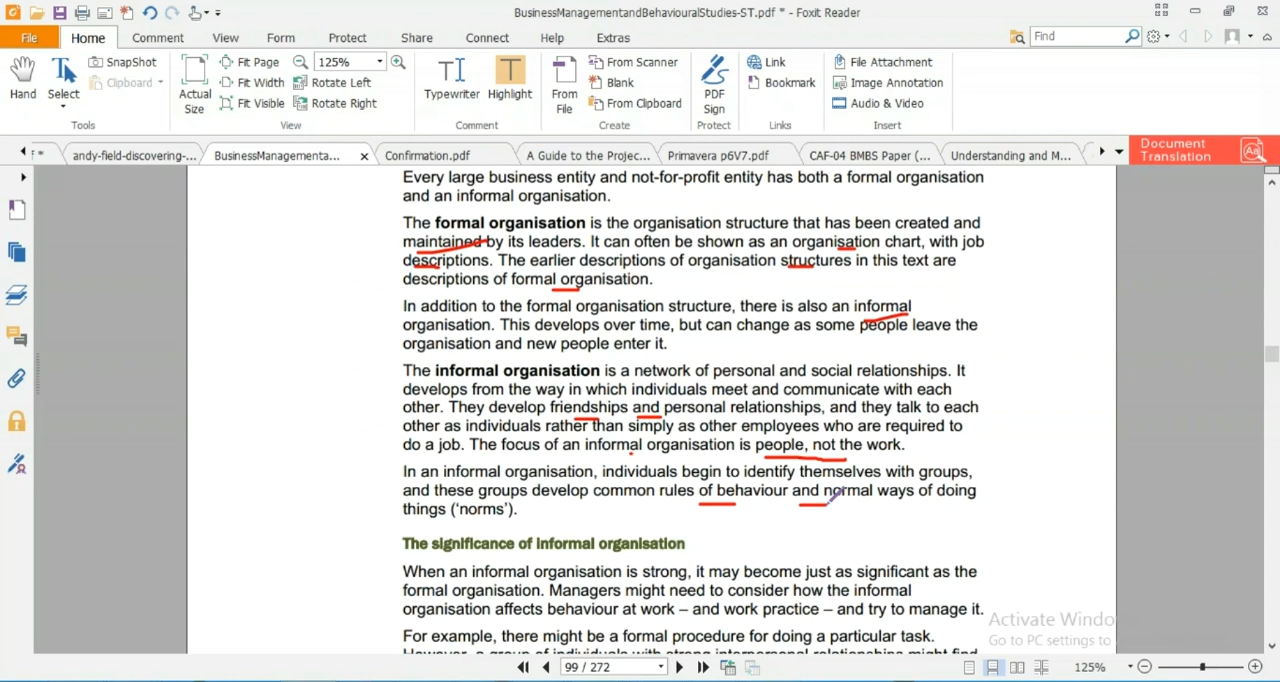 BusinessManagementandBehaviouralStudies-ST.pdf * - Foxit Reader
File Home Comment View Form Protect Share Connect Help Extras Find
Hand Select SnapShot Clipboard Actual Size Fit Page Fit Width Fit Visible 125% Rotate Left Rotate Right Typewriter Highlight From File From Scanner Blank From Clipboard PDF Sign Link Bookmark File Attachment Image Annotation Audio & Video
Tools View Comment Create Protect Links Insert
andy-field-discovering-... BusinessManagementa... Confirmation.pdf A Guide to the Projec... Primavera p6V7.pdf CAF-04 BMBS Paper (... Understanding and M... Document Translation
Every large business entity and not-for-profit entity has both a formal organisation
and an informal organisation.
The formal organisation is the organisation structure that has been created and
maintained by its leaders. It can often be shown as an organisation chart, with job
descriptions. The earlier descriptions of organisation structures in this text are
descriptions of formal organisation.
In addition to the formal organisation structure, there is also an informal
organisation. This develops over time, but can change as some people leave the
organisation and new people enter it.
The informal organisation is a network of personal and social relationships. It
develops from the way in which individuals meet and communicate with each
other. They develop friendships and personal relationships, and they talk to each
other as individuals rather than simply as other employees who are required to
do a job. The focus of an informal organisation is people, not the work.
In an informal organisation, individuals begin to identify themselves with groups,
and these groups develop common rules of behaviour and normal ways of doing
things (‘norms’).
The significance of informal organisation
When an informal organisation is strong, it may become just as significant as the
formal organisation. Managers might need to consider how the informal
organisation affects behaviour at work – and work practice – and try to manage it.
For example, there might be a formal procedure for doing a particular task.
However, a group of individuals with strong interpersonal relationships might find
Activate Windo
Go to PC settings to
99 / 272 125%